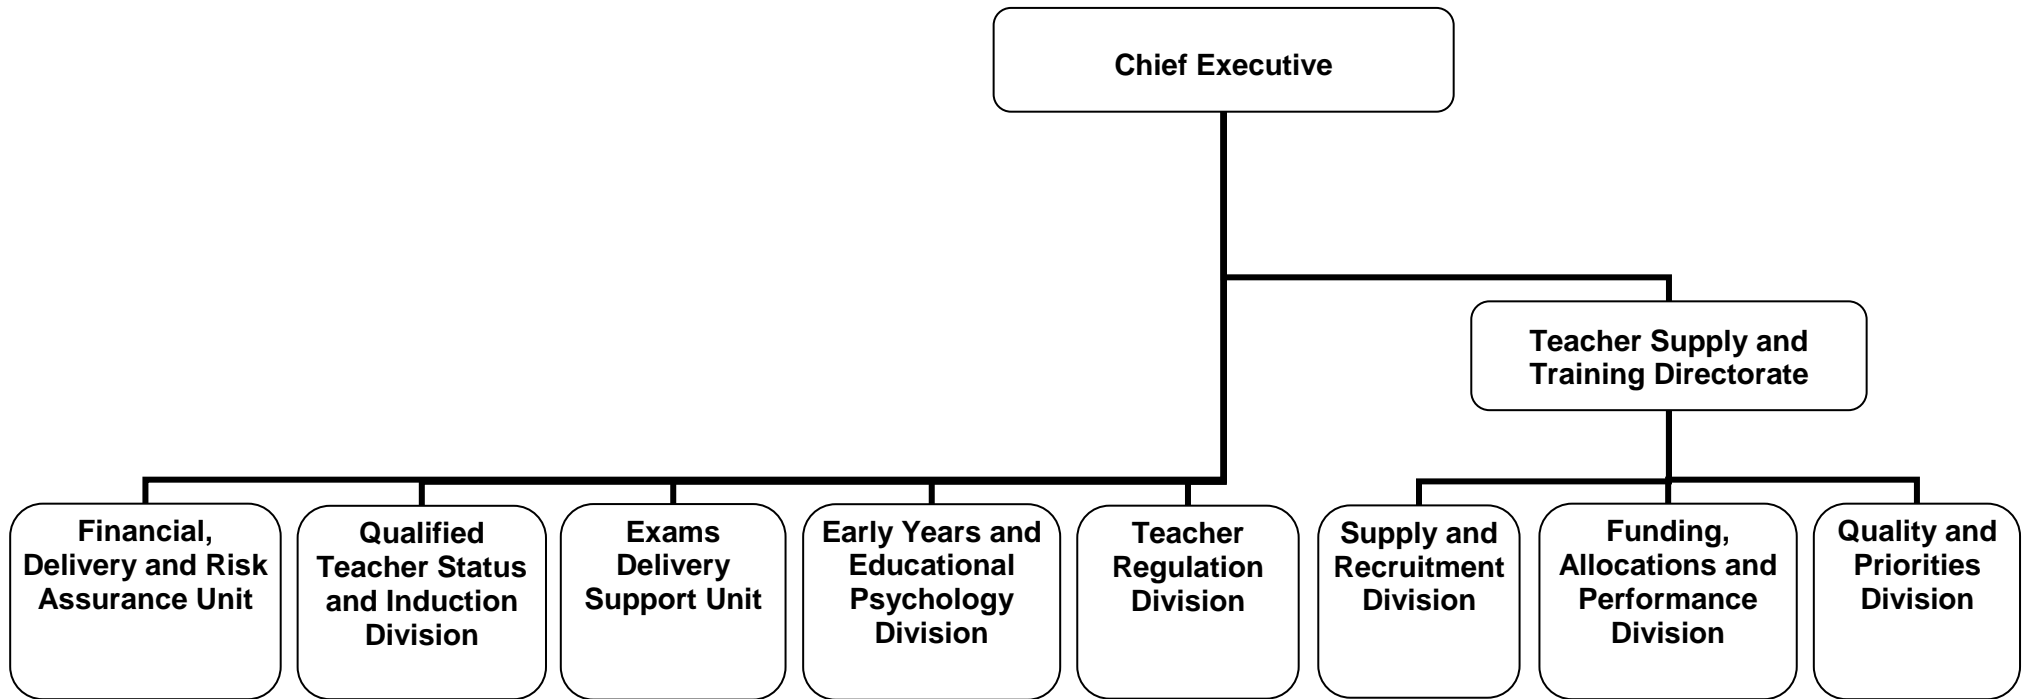 Chief Executive
Teacher Supply and
Training Directorate
Financial,
Delivery and Risk
Assurance Unit
Qualified
Teacher Status
and Induction
Division
Exams
Delivery
Support Unit
Early Years and
Educational
Psychology
Division
Teacher
Regulation
Division
Supply and
Recruitment
Division
Funding,
Allocations and
Performance
Division
Quality and
Priorities
Division